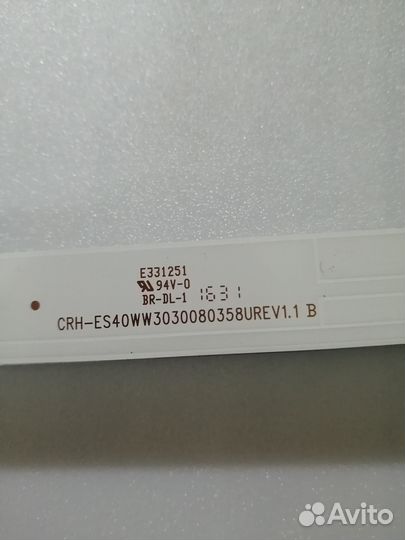 E331251
94V-0
BR-DL-1 1631
CRH-ES40WW3030080358UREV1.1 B
Avito